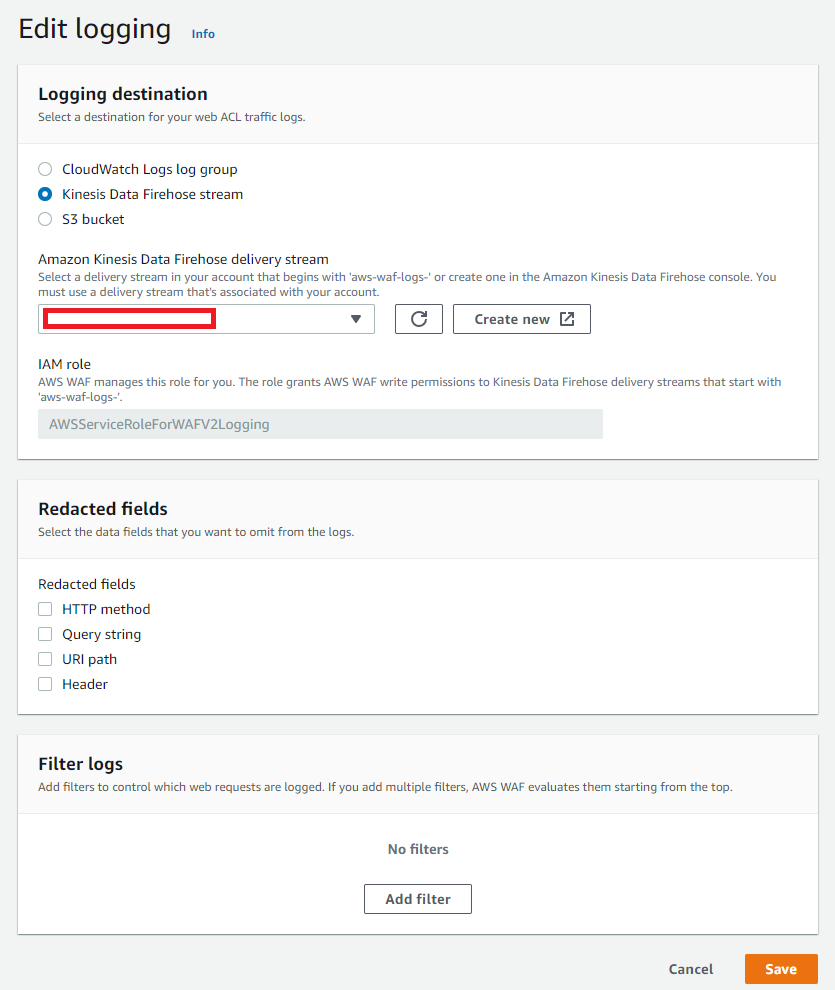 Edit logging Info
Logging destination
Select a destination for your web ACL traffic logs.
CloudWatch Logs log group
Kinesis Data Firehose stream
S3 bucket
Amazon Kinesis Data Firehose delivery stream
Select a delivery stream in your account that begins with 'aws-waf-logs-' or create one in the Amazon Kinesis Data Firehose console. You
must use a delivery stream that's associated with your account.
Create new
IAM role
AWS WAF manages this role for you. The role grants AWS WAF write permissions to Kinesis Data Firehose delivery streams that start with
'aws-waf-logs-'.
AWSServiceRoleForWAFV2Logging
Redacted fields
Select the data fields that you want to omit from the logs.
Redacted fields
HTTP method
Query string
URI path
Header
Filter logs
Add filters to control which web requests are logged. If you add multiple filters, AWS WAF evaluates them starting from the top.
No filters
Add filter
Cancel Save